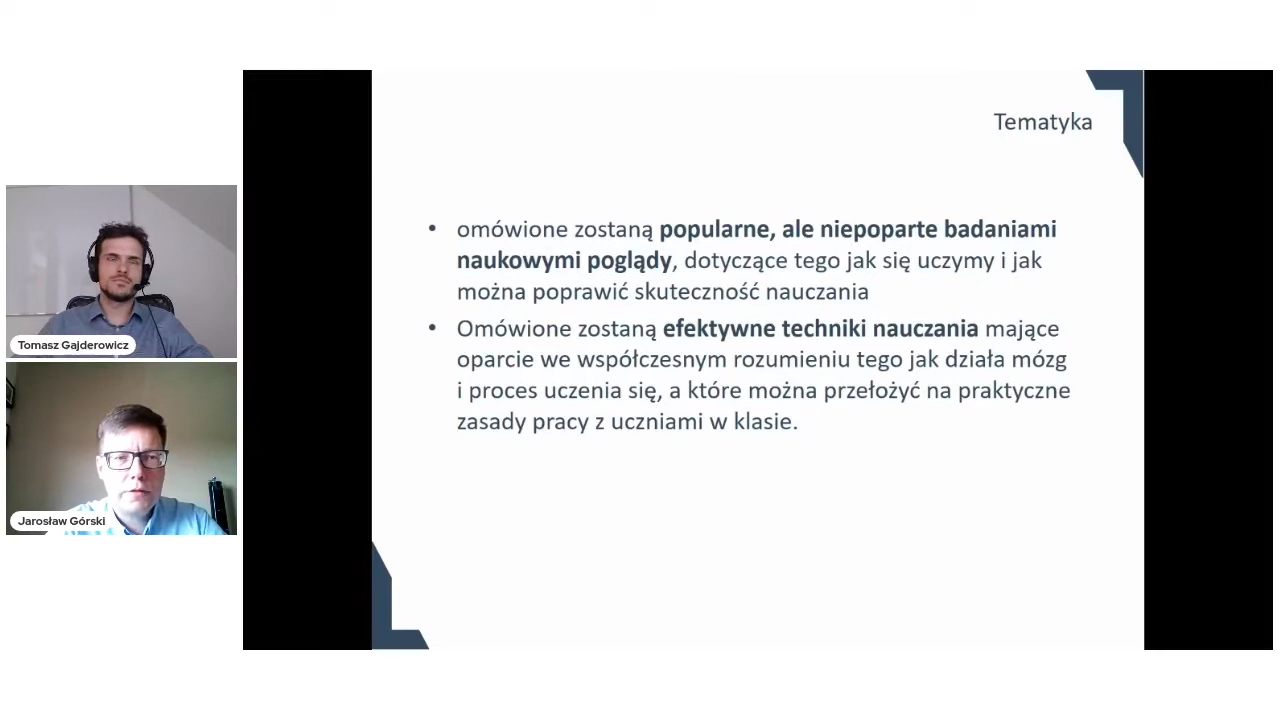 Tematyka
• omówione zostaną popularne, ale niepoparte badaniami
naukowymi poglądy, dotyczące tego jak się uczymy i jak
można poprawić skuteczność nauczania
• Omówione zostaną efektywne techniki nauczania mające
oparcie we współczesnym rozumieniu tego jak działa mózg
i proces uczenia się, a które można przełożyć na praktyczne
zasady pracy z uczniami w klasie.
Tomasz Gajderowicz
Jarosław Górski